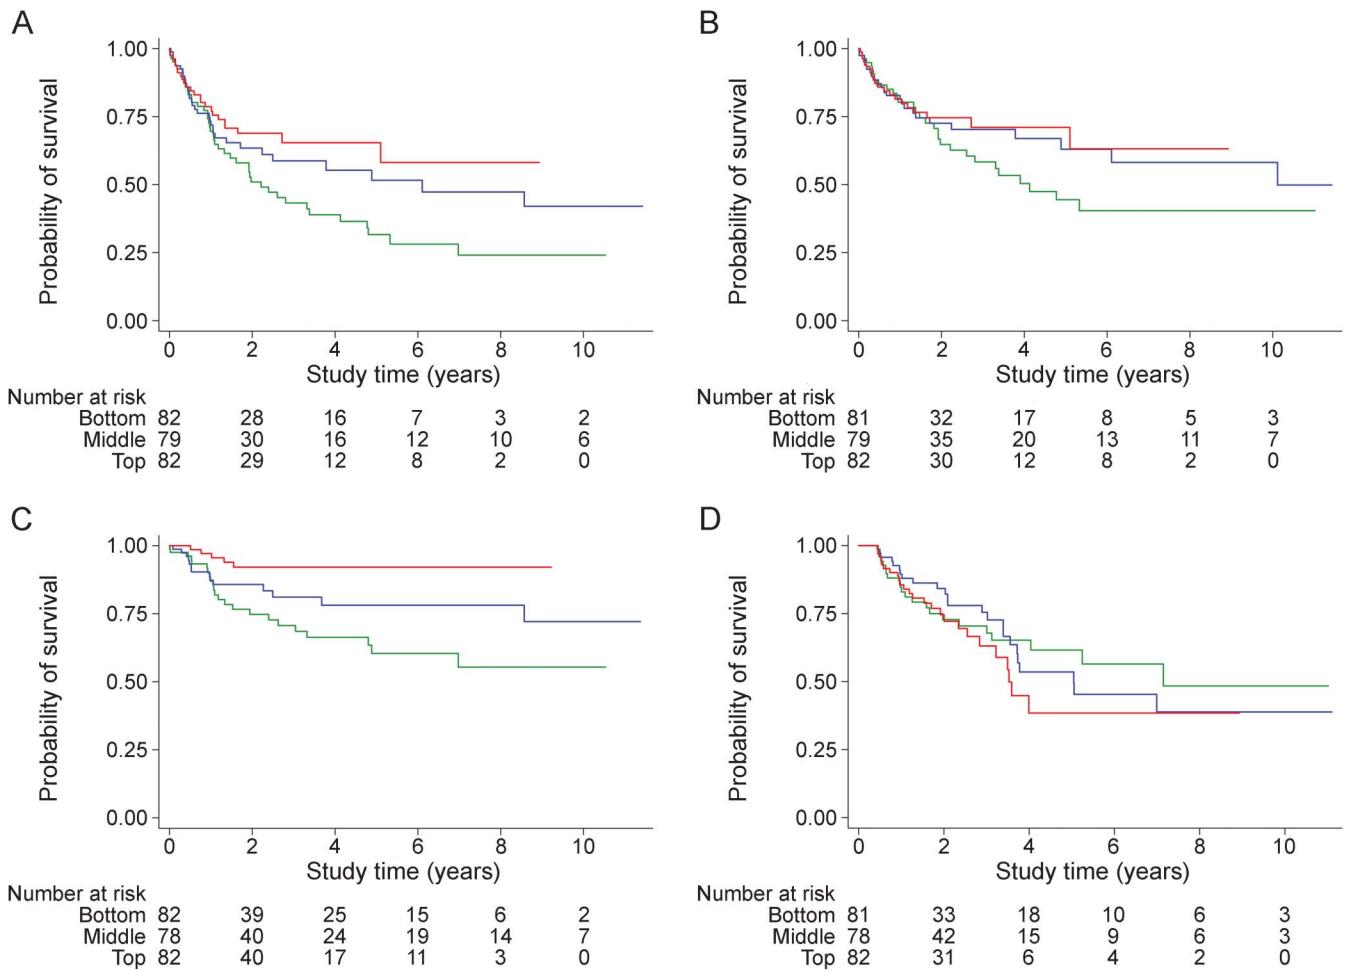 A
Probability of survival
1.00
0.75
0.50
0.25
0.00
0 2 4 6 8 10
Study time (years)
Number at risk
Bottom 82 28 16 7 3 2
Middle 79 30 16 12 10 6
Top 82 29 12 8 2 0
B
Probability of survival
1.00
0.75
0.50
0.25
0.00
0 2 4 6 8 10
Study time (years)
Number at risk
Bottom 81 32 17 8 5 3
Middle 79 35 20 13 11 7
Top 82 30 12 8 2 0
C
Probability of survival
1.00
0.75
0.50
0.25
0.00
0 2 4 6 8 10
Study time (years)
Number at risk
Bottom 82 39 25 15 6 2
Middle 78 40 24 19 14 7
Top 82 40 17 11 3 0
D
Probability of survival
1.00
0.75
0.50
0.25
0.00
0 2 4 6 8 10
Study time (years)
Number at risk
Bottom 81 33 18 10 6 3
Middle 78 42 15 9 6 3
Top 82 31 6 4 2 0